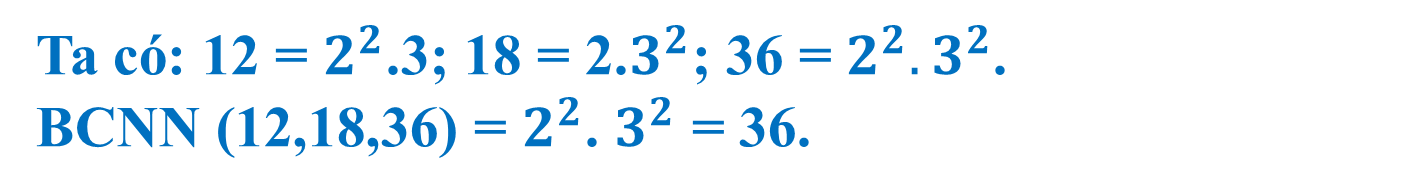 Ta có: 12 = 2².3; 18 = 2.3²; 36 = 2². 3².
BCNN (12,18,36) = 2². 3² = 36.